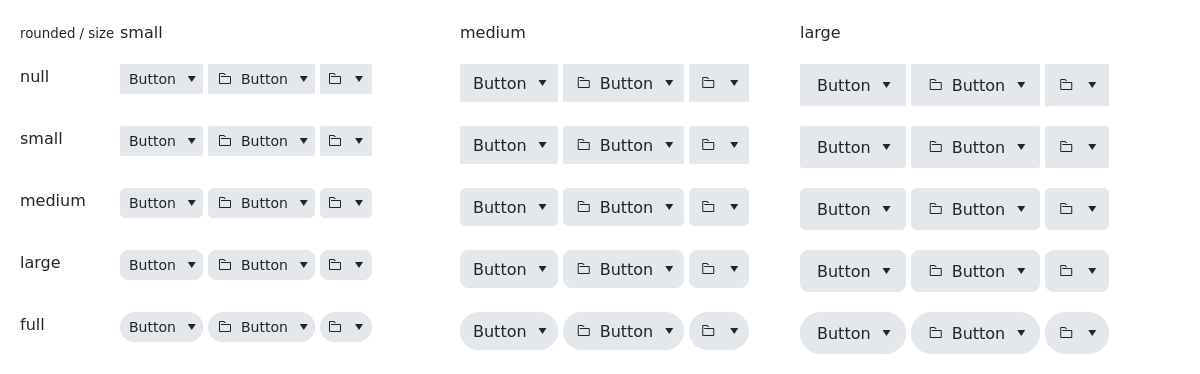 rounded / size small medium large
null Button Button Button Button Button Button
small Button Button Button Button Button Button
medium Button Button Button Button Button Button
large Button Button Button Button Button Button
full Button Button Button Button Button Button